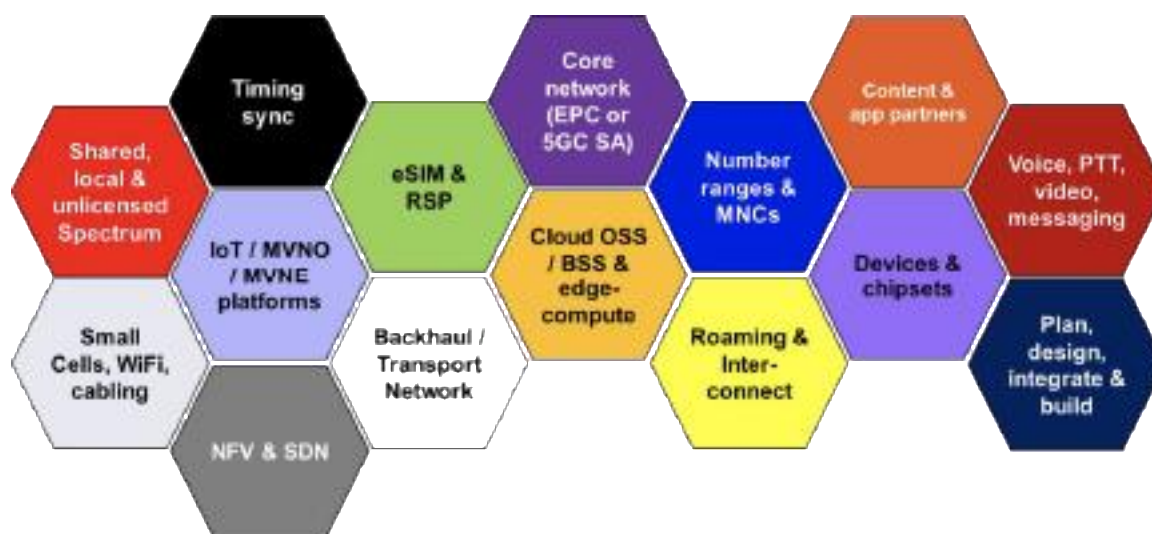 Timing
sync
Shared,
local &
unlicensed
Spectrum
IoT / MVNO
/ MVNE
platforms
Small
Cells, WiFi,
cabling
NFV & SDN
eSIM &
RSP
Backhaul /
Transport
Network
Core
network
(EPC or
5GC SA)
Cloud OSS
/ BSS &
edge-
compute
Number
ranges &
MNCs
Roaming &
Inter-
connect
Content &
app partners
Devices &
chipsets
Voice, PTT,
video,
messaging
Plan,
design,
integrate &
build